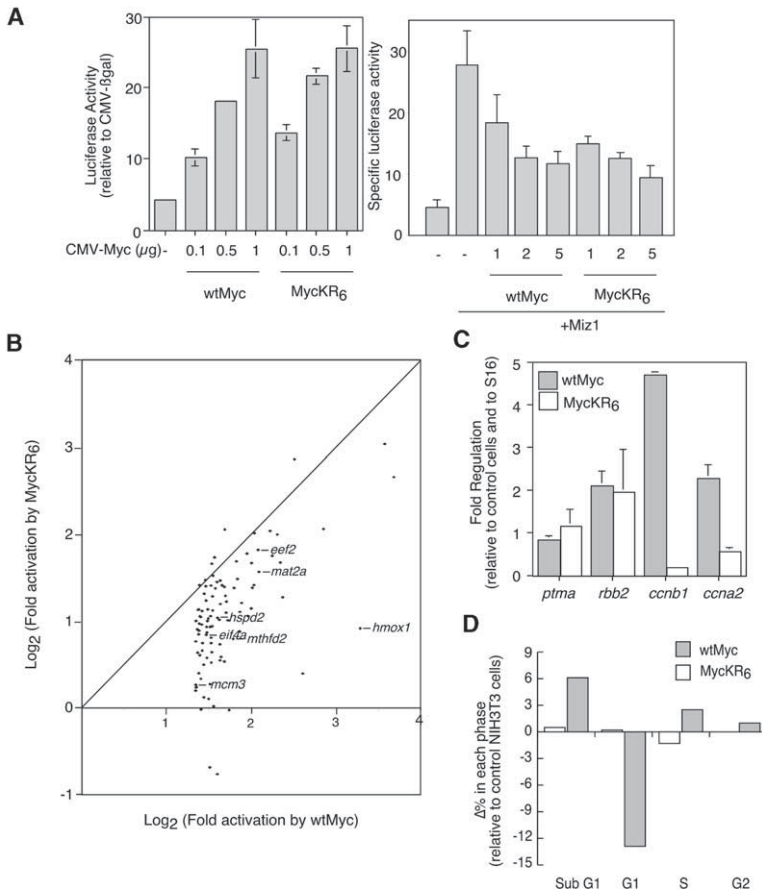 A
Luciferase Activity
(relative to CMV-ßgal)
30
20
10
0
CMV-Myc (µg)- 0.1 0.5 1 0.1 0.5 1
wtMyc MycKR6
Specific luciferase activity
30
20
10
0
- - 1 2 5 1 2 5
wtMyc MycKR6
+Miz1
B
Log2 (Fold activation by MycKR6)
4
3
2
1
0
-1
1 2 3 4
eef2
mat2a
hspd2
eif4a
mthfd2
hmox1
mcm3
Log2 (Fold activation by wtMyc)
C
Fold Regulation
(relative to control cells and to S16)
5
4
3
2
1
0
wtMyc
MycKR6
ptma rbb2 ccnb1 ccna2
D
Δ% in each phase
(relative to control NIH3T3 cells)
9
6
3
0
-3
-6
-9
-12
-15
wtMyc
MycKR6
Sub G1 G1 S G2